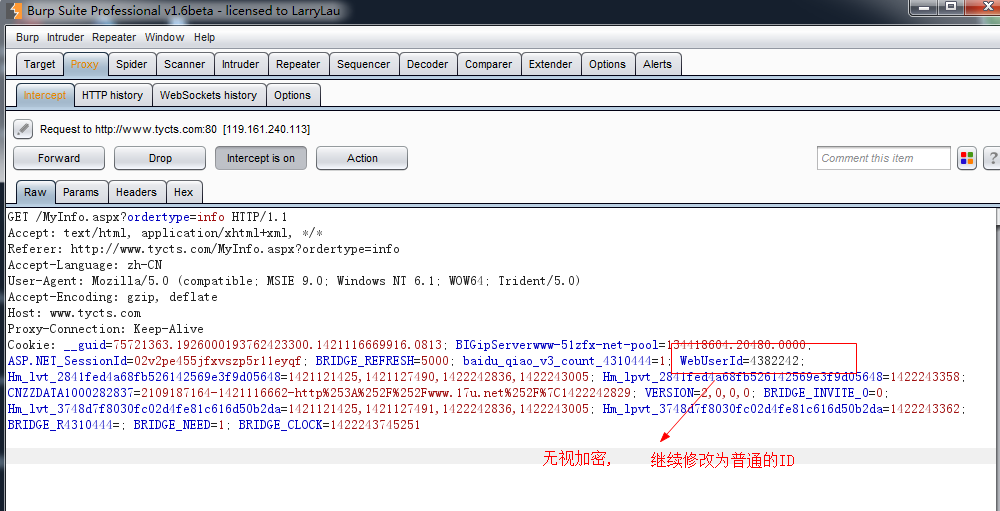 Burp Suite Professional v1.6beta - licensed to LarryLau
Burp Intruder Repeater Window Help
Target Proxy Spider Scanner Intruder Repeater Sequencer Decoder Comparer Extender Options Alerts
Intercept HTTP history WebSockets history Options
Request to http://www.tycts.com:80 [119.161.240.113]
Forward Drop Intercept is on Action Comment this item ?
Raw Params Headers Hex
GET /MyInfo.aspx?ordertype=info HTTP/1.1
Accept: text/html, application/xhtml+xml, */*
Referer: http://www.tycts.com/MyInfo.aspx?ordertype=info
Accept-Language: zh-CN
User-Agent: Mozilla/5.0 (compatible; MSIE 9.0; Windows NT 6.1; WOW64; Trident/5.0)
Accept-Encoding: gzip, deflate
Host: www.tycts.com
Proxy-Connection: Keep-Alive
Cookie: __guid=75721363.1926000193762423300.1421116669916.0813; BIGipServerwww-51zfx-net-pool=134418604.20480.0000;
ASP.NET_SessionId=02v2pe455jfxvszp5r11eyqf; BRIDGE_REFRESH=5000; baidu_qiao_v3_count_4310444=1; WebUserId=4382242;
Hm_lvt_2841fed4a68fb526142569e3f9d05648=1421121425,1421127490,1422242836,1422243005; Hm_lpvt_2841fed4a68fb526142569e3f9d05648=1422243358;
CNZZDATA1000282837=2109187164-1421116662-http%253A%252F%252Fwww.17u.net%252F%7C1422242829; VERSION=2,0,0,0; BRIDGE_INVITE_0=0;
Hm_lvt_3748d7f8030fc02d4fe81c616d50b2da=1421121425,1421127491,1422242836,1422243005; Hm_lpvt_3748d7f8030fc02d4fe81c616d50b2da=1422243362;
BRIDGE_R4310444=; BRIDGE_NEED=1; BRIDGE_CLOCK=1422243745251
无视加密, 继续修改为普通的ID